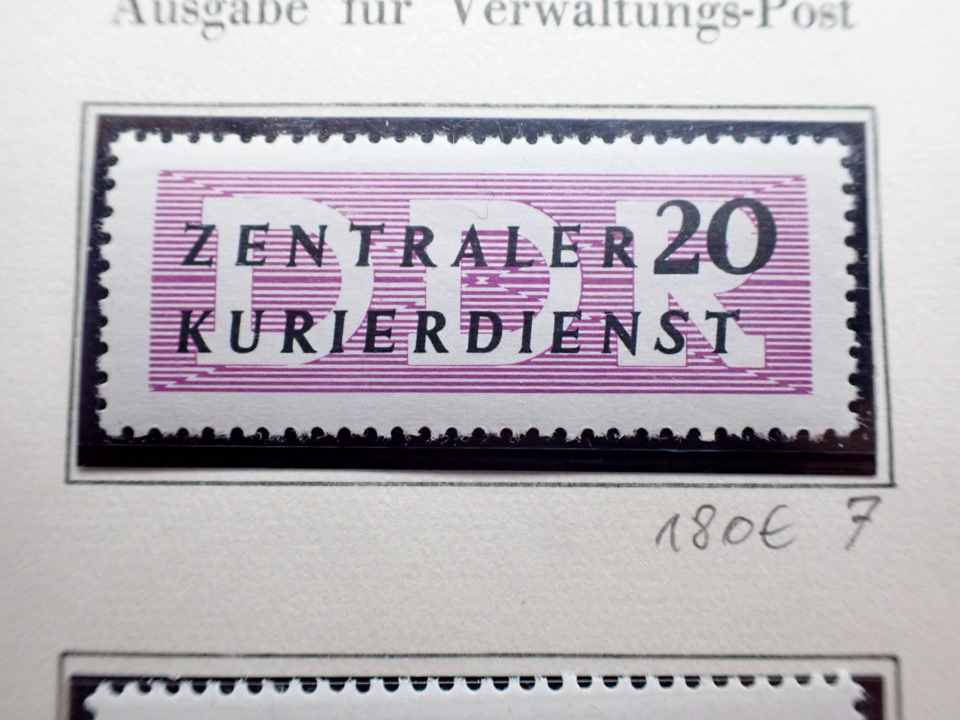 Ausgabe für Verwaltungs-Post
DDR
ZENTRALER 20
KURIERDIENST
180€ 7